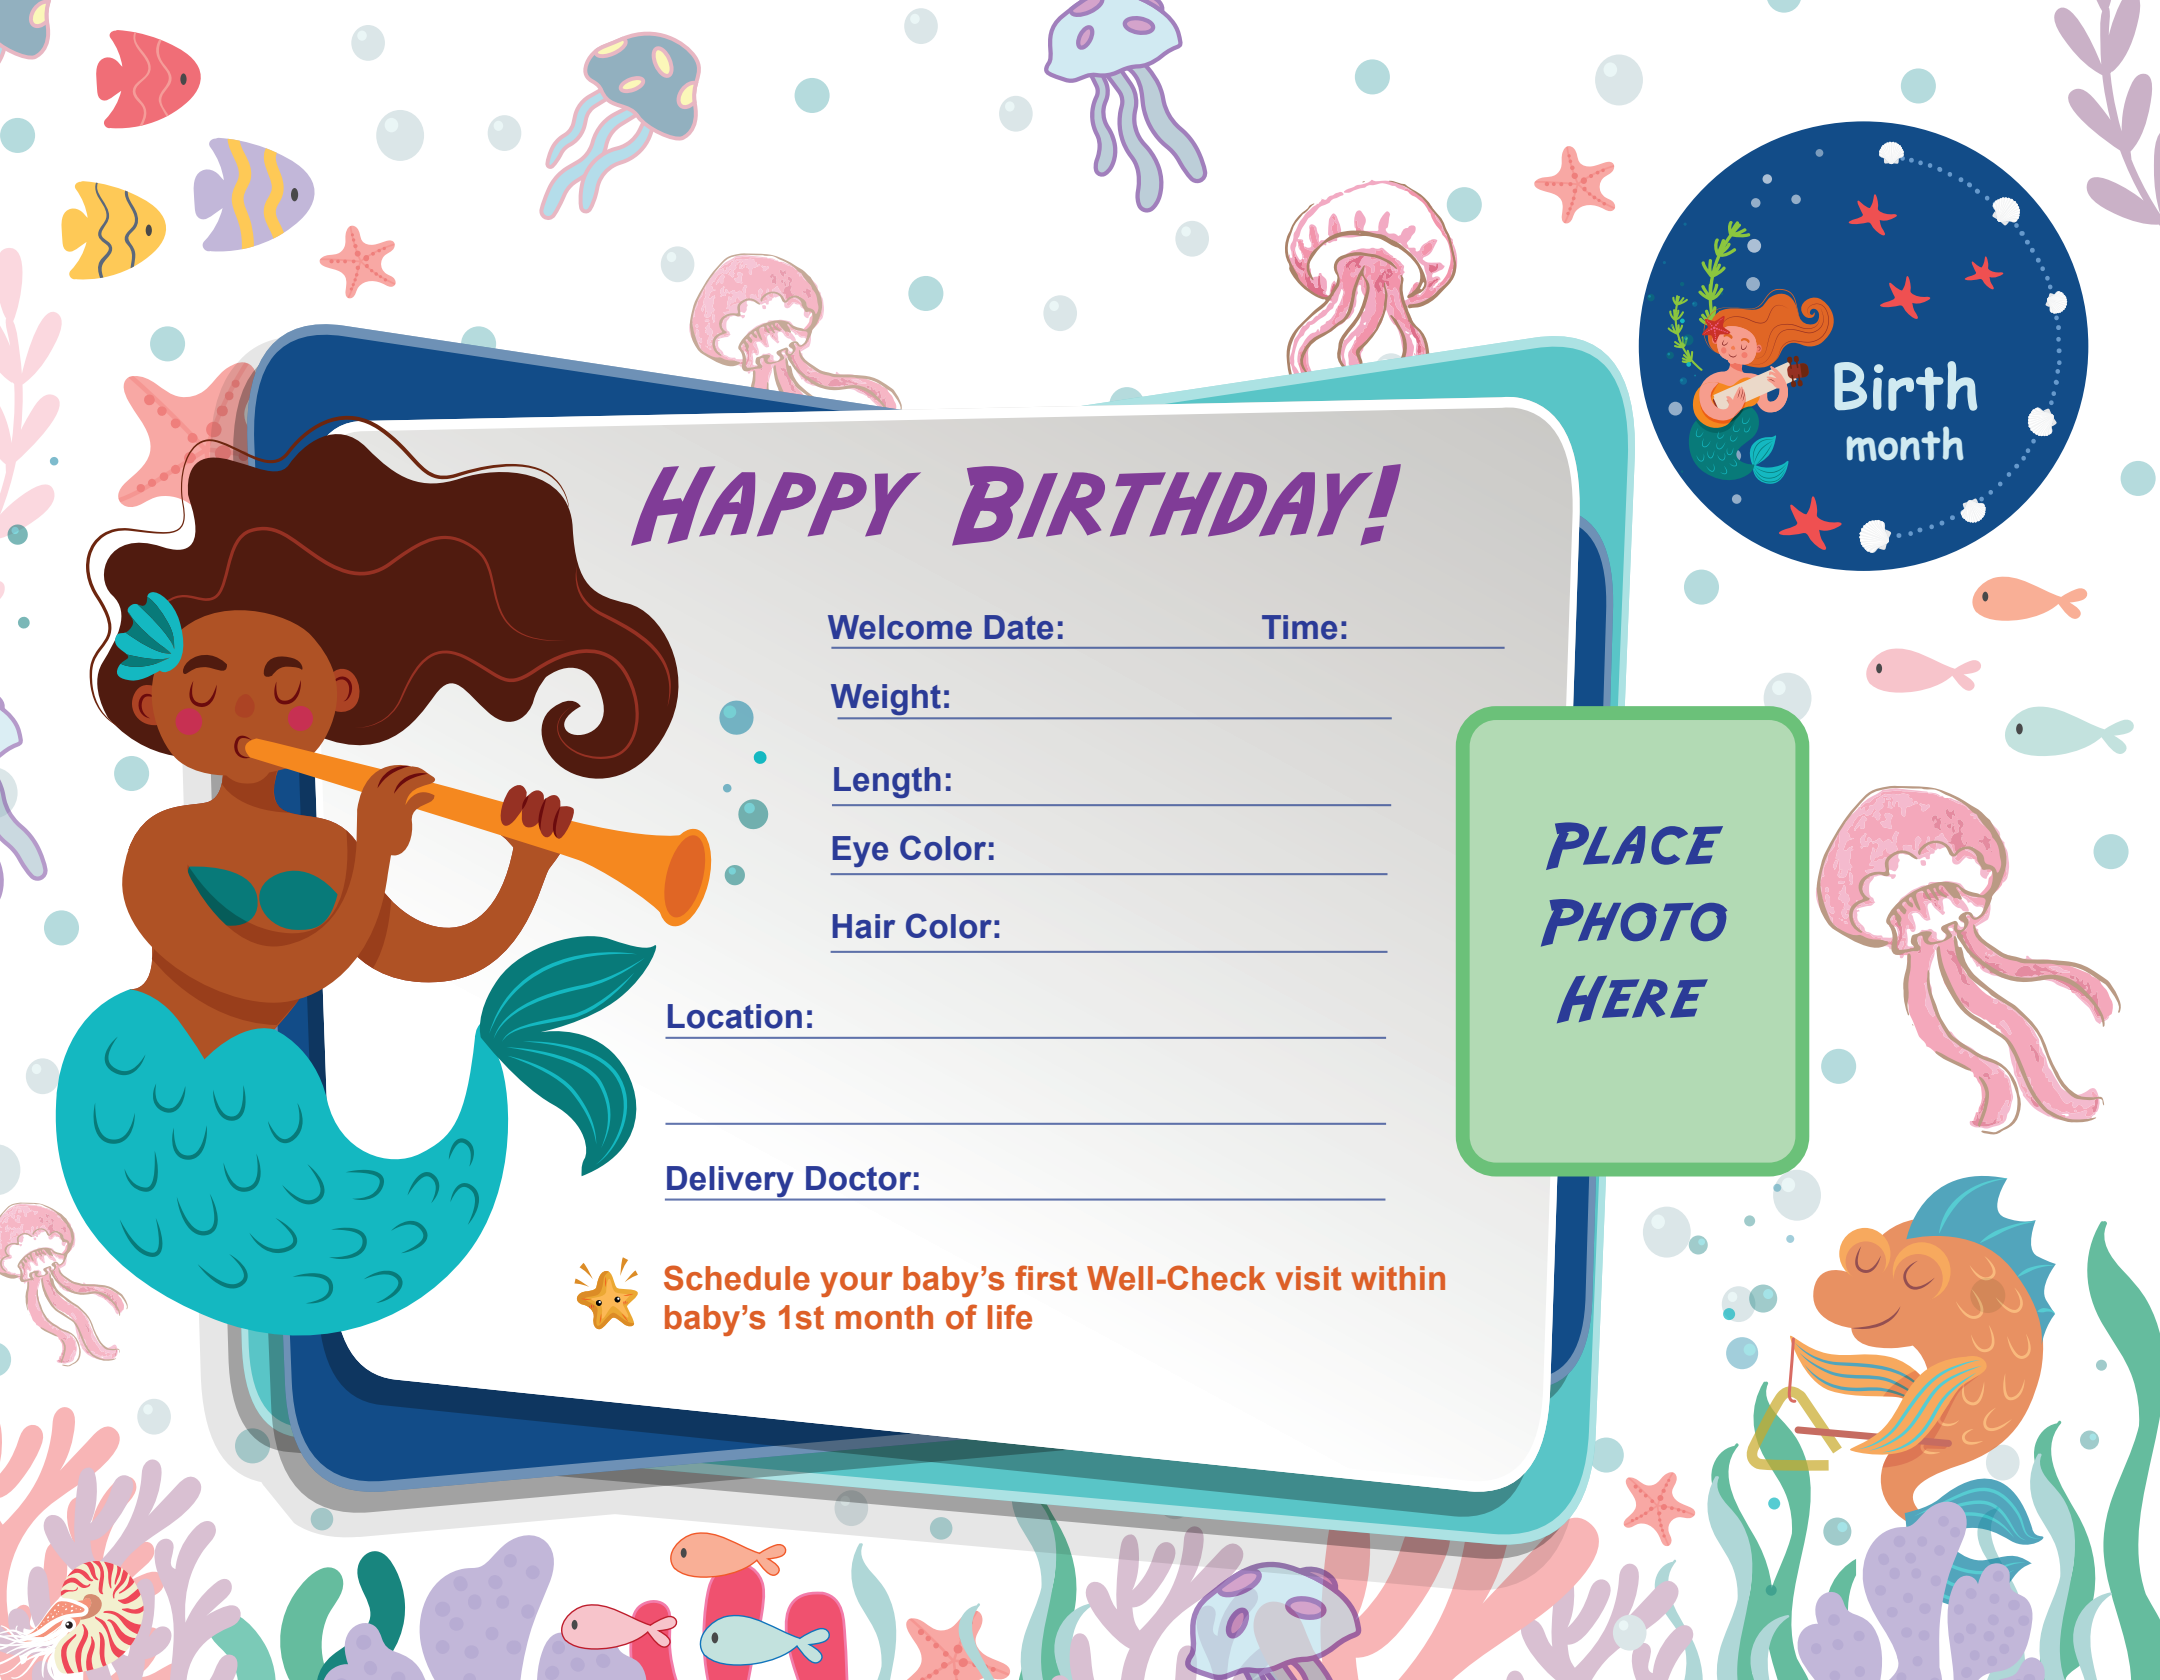 Birth
month
Happy Birthday!
Welcome Date: Time:
Weight:
Length:
Eye Color:
Hair Color:
Location:
Delivery Doctor:
Place
Photo
Here
Schedule your baby’s first Well-Check visit within
baby’s 1st month of life